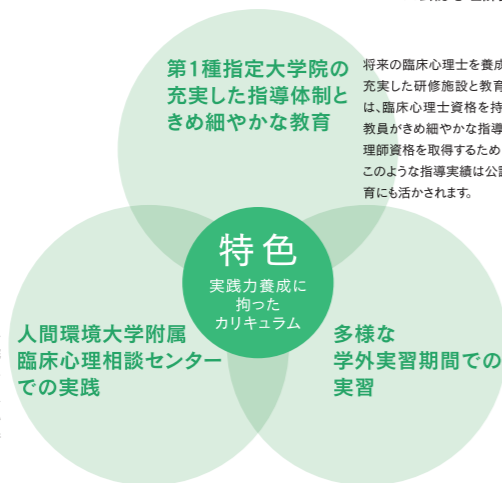 第1種指定大学院の
充実した指導体制と
きめ細やかな教育
将来の臨床心理士を養成
充実した研修施設と教育
は、臨床心理士資格を持
教員がきめ細やかな指導
理師資格を取得するため
このような指導実績は公認
育にも活かされます。
特色
実践力養成に
拘った
カリキュラム
人間環境大学附属
臨床心理相談センター
での実践
多様な
学外実習期間での
実習